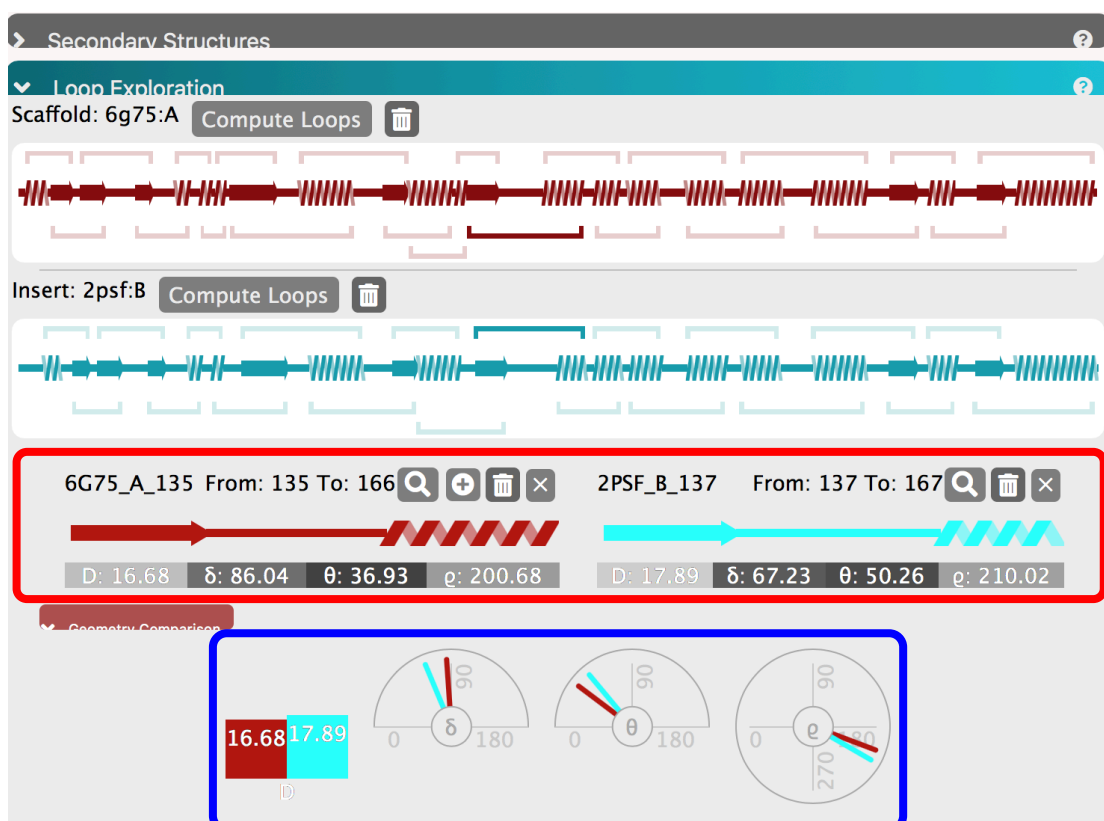 Secondary Structures ?
Loop Exploration ?
Scaffold: 6g75:A Compute Loops
Insert: 2psf:B Compute Loops
6G75_A_135 From: 135 To: 166 2PSF_B_137 From: 137 To: 167
D: 16.68 δ: 86.04 θ: 36.93 ϱ: 200.68 D: 17.89 δ: 67.23 θ: 50.26 ϱ: 210.02
Geometry Comparison
16.68 17.89
D
0 δ 90 180
0 θ 90 180
0 ϱ 90 180 270